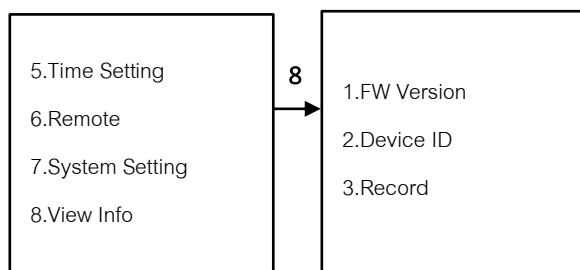 5.Time Setting
6.Remote
7.System Setting
8.View Info
8
1.FW Version
2.Device ID
3.Record